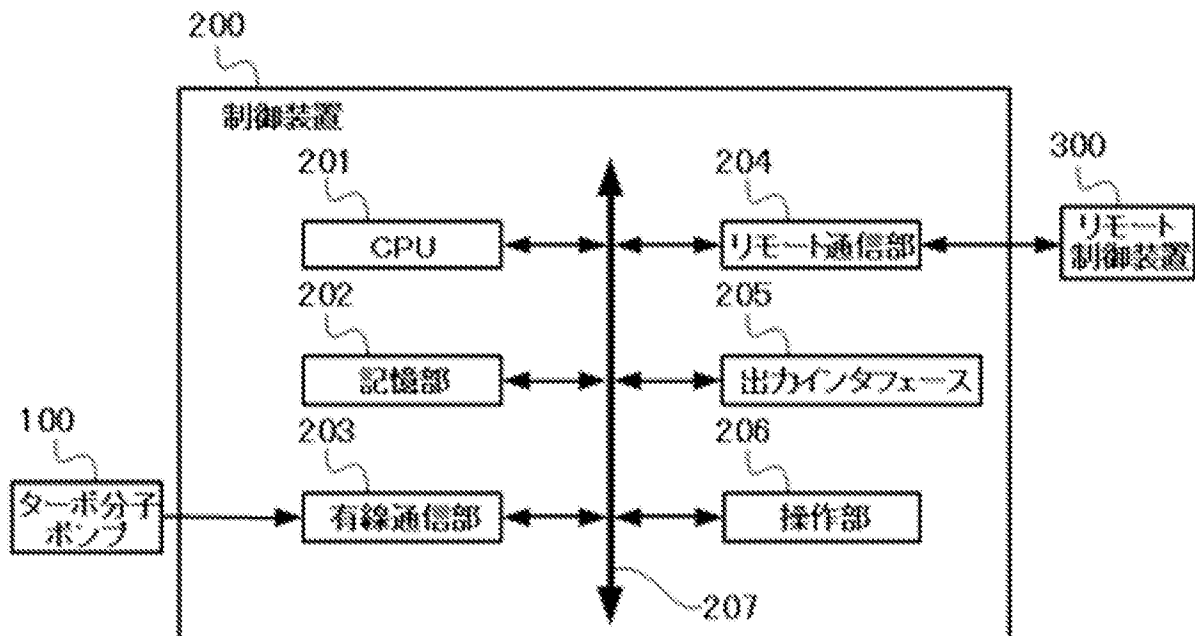 200
制御装置
201
CPU
204
リモート通信部
300
リモート
制御装置
202
記憶部
205
出力インタフェース
100
ターボ分子
ポンプ
203
有線通信部
206
操作部
207